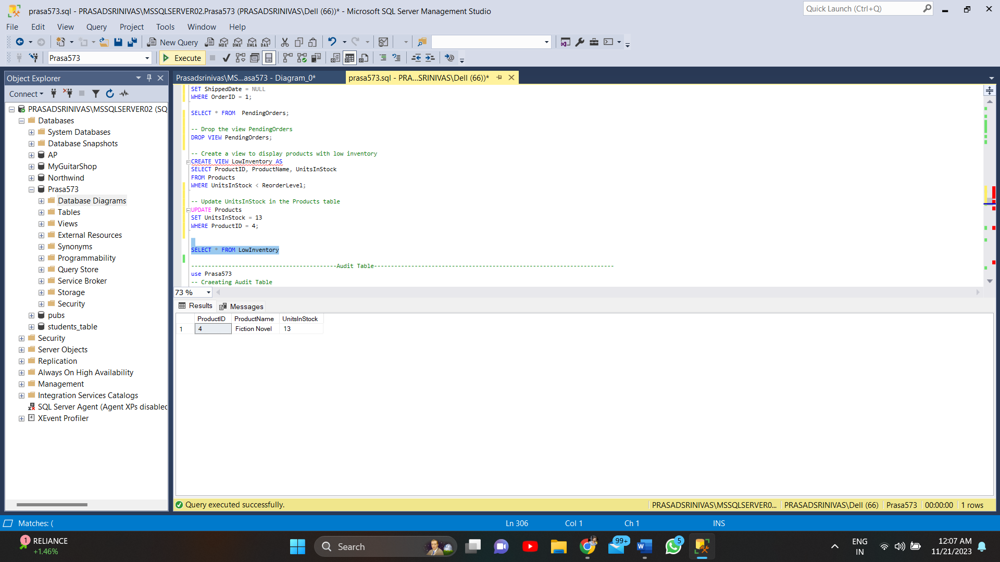 prasa573.sql - PRASADSRINIVAS\MSSQLSERVER02.Prasa573 (PRASADSRINIVAS\Dell (66))* - Microsoft SQL Server Management Studio
Quick Launch (Ctrl+Q)
File Edit View Query Project Tools Window Help
New Query MDX DMX XMLA DAX
Prasa573
Execute
Object Explorer
Prasadsrinivas\MS...asa573 - Diagram_0*
prasa573.sql - PRA...SRINIVAS\Dell (66))*
Connect
PRASADSRINIVAS\MSSQLSERVER02 (SQ
Databases
System Databases
Database Snapshots
AP
MyGuitarShop
Northwind
Prasa573
Database Diagrams
Tables
Views
External Resources
Synonyms
Programmability
Query Store
Service Broker
Storage
Security
pubs
students_table
Security
Server Objects
Replication
Always On High Availability
Management
Integration Services Catalogs
SQL Server Agent (Agent XPs disabled
XEvent Profiler
SET ShippedDate = NULL
WHERE OrderID = 1;
SELECT * FROM  PendingOrders;
-- Drop the view PendingOrders
DROP VIEW PendingOrders;
-- Create a view to display products with low inventory
CREATE VIEW LowInventory AS
SELECT ProductID, ProductName, UnitsInStock
FROM Products
WHERE UnitsInStock < ReorderLevel;
-- Update UnitsInStock in the Products table
UPDATE Products
SET UnitsInStock = 13
WHERE ProductID = 4;
SELECT * FROM LowInventory
-------------------------------------------Audit Table-----------------------------------------------------------------------
use Prasa573
-- Craeating Audit Table
73 %
Results Messages
ProductID ProductName UnitsInStock
1 4 Fiction Novel 13
Query executed successfully.
PRASADSRINIVAS\MSSQLSERVER0... PRASADSRINIVAS\Dell (66) Prasa573 00:00:00 1 rows
Matches: (
Ln 306 Col 1 Ch 1 INS
1 RELIANCE
+1.46%
Search
99+
W
5
ENG
IN
12:07 AM
11/21/2023